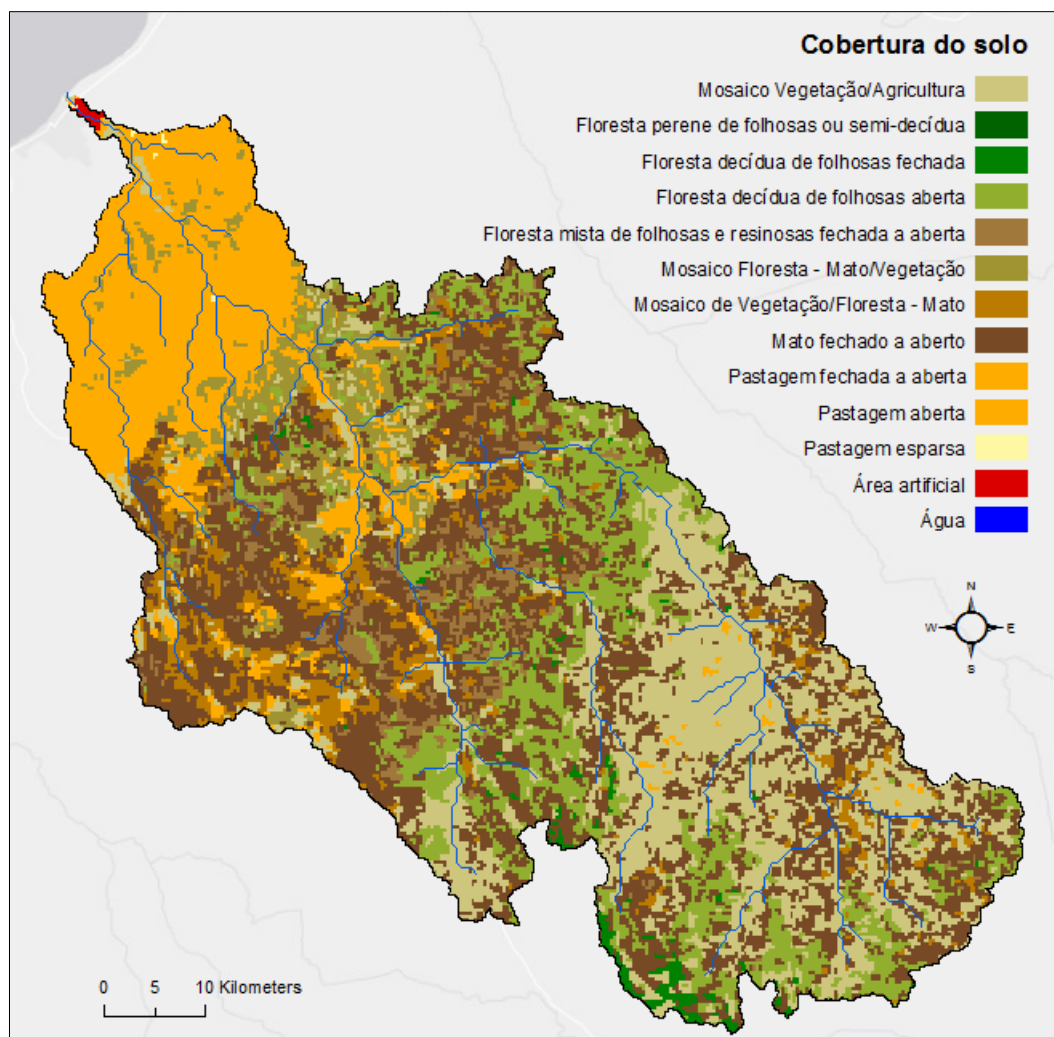 Cobertura do solo
Mosaico Vegetação/Agricultura
Floresta perene de folhosas ou semi-decídua
Floresta decídua de folhosas fechada
Floresta decídua de folhosas aberta
Floresta mista de folhosas e resinosas fechada a aberta
Mosaico Floresta - Mato/Vegetação
Mosaico de Vegetação/Floresta - Mato
Mato fechado a aberto
Pastagem fechada a aberta
Pastagem aberta
Pastagem esparsa
Área artificial
Água
N
W E
S
0 5 10 Kilometers